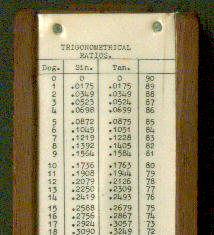 TRIGONOMETRICAL
RATIOS.
Deg. Sin. Tan.
0 0 0 90
1 .0175 .0175 89
2 .0349 .0349 88
3 .0523 .0524 87
4 .0698 .0699 86
5 .0872 .0875 85
6 .1045 .1051 84
7 .1219 .1228 83
8 .1392 .1405 82
9 .1564 .1584 81
10 .1736 .1763 80
11 .1908 .1944 79
12 .2079 .2126 78
13 .2250 .2309 77
14 .2419 .2493 76
15 .2588 .2679 75
16 .2756 .2867 74
17 .2924 .3057 73
18 .3090 .3249 72